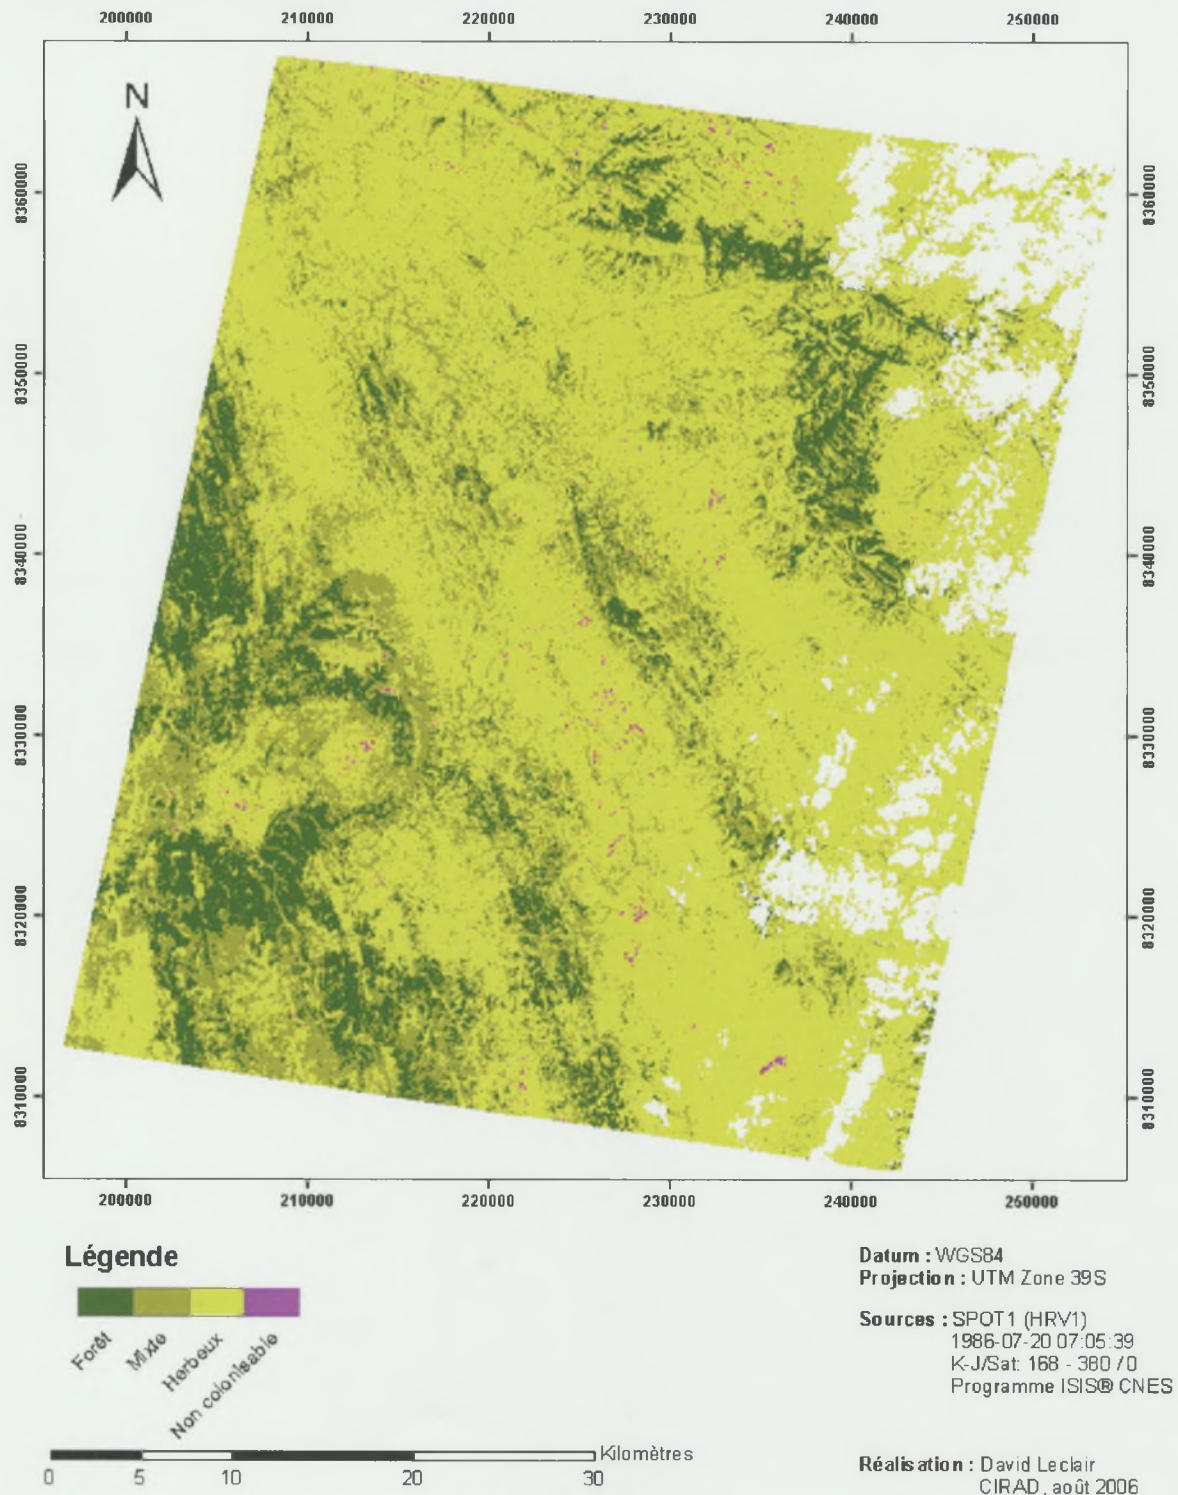 200000 210000 220000 230000 240000 250000
N
8360000 8360000
8350000 8350000
8340000 8340000
8330000 8330000
8320000 8320000
8310000 8310000
200000 210000 220000 230000 240000 250000
Légende
Forêt Mixte Herbeux Non colonisable
0 5 10 20 30 Kilomètres
Datum : WGS84
Projection : UTM Zone 39S
Sources : SPOT1 (HRV1)
1986-07-20 07:05:39
K-J/Sat: 168 - 380 /0
Programme ISIS® CNES
Réalisation : David Leclair
CIRAD, août 2006